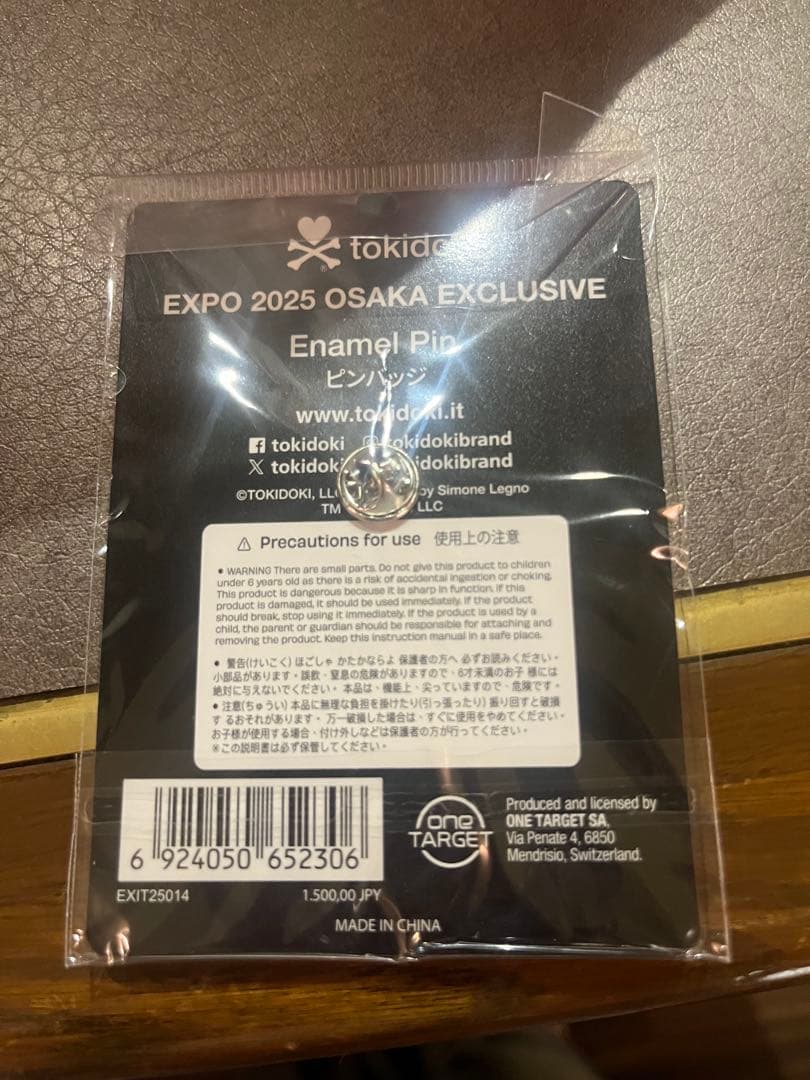 tokido
EXPO 2025 OSAKA EXCLUSIVE
Enamel Pin
ピンバッジ
www.tokidoki.it
tokidoki tokidokibrand
X tokidoki tokidokibrand
©TOKIDOKI, LLC by Simone Legno
TM LLC
⚠ Precautions for use 使用上の注意
• WARNING There are small parts. Do not give this product to children
under 6 years old as there is a risk of accidental ingestion or choking.
This product is dangerous because it is sharp in function. If this
product is damaged, it should be used immediately. If the product
should break, stop using it immediately. If the product is used by a
child, the parent or guardian should be responsible for attaching and
removing the product. Keep this instruction manual in a safe place.
• 警告(けいこく) ほごしゃ かたかならよ 保護者の方へ 必ずお読みください・
小部品があります・誤飲・窒息の危険がありますので・6才未満のお子 様には
絶対に与えないでください・ 本品は・機能上・尖っていますので・危険です・
• 注意(ちゅうい) 本品に無理な負担を掛けたり(引っ張ったり) 振り回すと破損
するおそれがあります・ 万一破損した場合は・すぐに使用をやめてください・
お子様が使用する場合・付け外しなどは保護者の方が行ってください・
※この説明書は必ず保管してください・
6 924050 652306
EXIT25014 1.500,00 JPY
one
TARGET
Produced and licensed by
ONE TARGET SA.
Via Penate 4, 6850
Mendrisio, Switzerland.
MADE IN CHINA